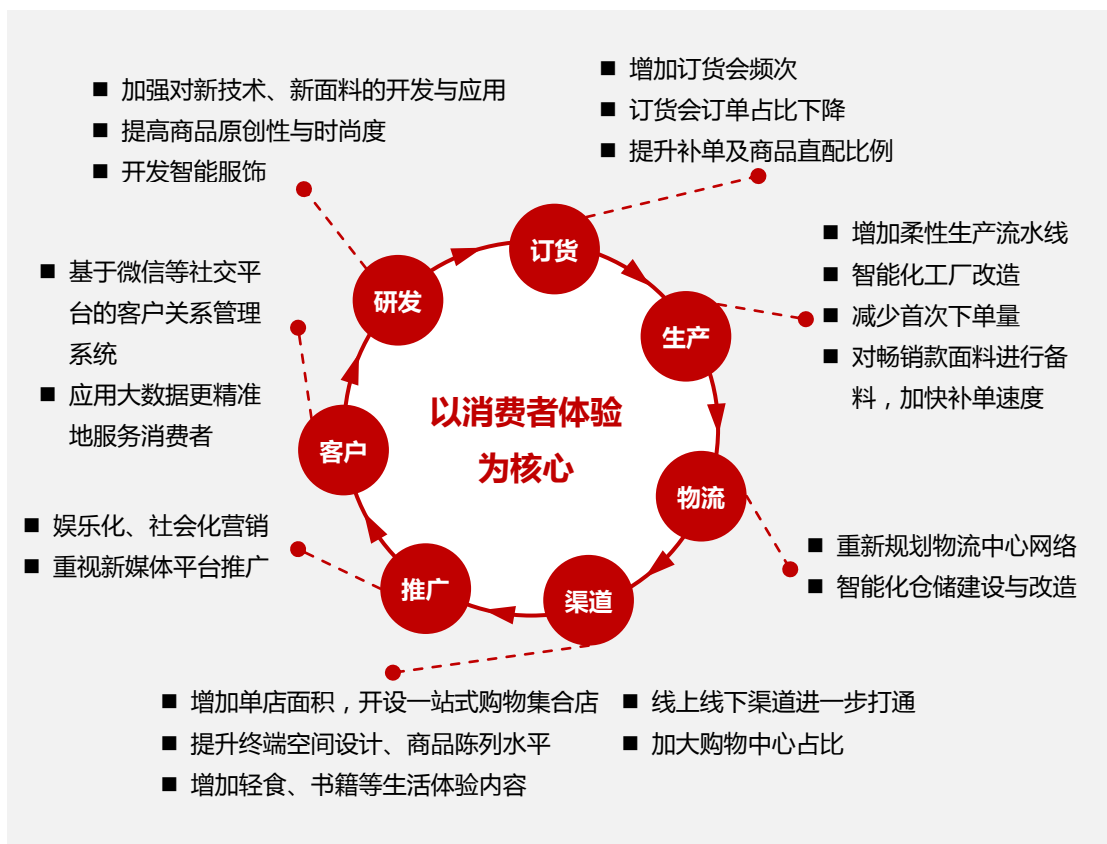 ■ 加强对新技术、新面料的开发与应用
■ 提高商品原创性与时尚度
■ 开发智能服饰
■ 增加订货会频次
■ 订货会订单占比下降
■ 提升补单及商品直配比例
■ 增加柔性生产流水线
■ 智能化工厂改造
■ 减少首次下单量
■ 对畅销款面料进行备
料，加快补单速度
■ 基于微信等社交平
台的客户关系管理
系统
■ 应用大数据更精准
地服务消费者
订货
研发
生产
以消费者体验
为核心
客户
物流
推广
渠道
■ 娱乐化、社会化营销
■ 重视新媒体平台推广
■ 重新规划物流中心网络
■ 智能化仓储建设与改造
■ 增加单店面积，开设一站式购物集合店
■ 提升终端空间设计、商品陈列水平
■ 增加轻食、书籍等生活体验内容
■ 线上线下渠道进一步打通
■ 加大购物中心占比